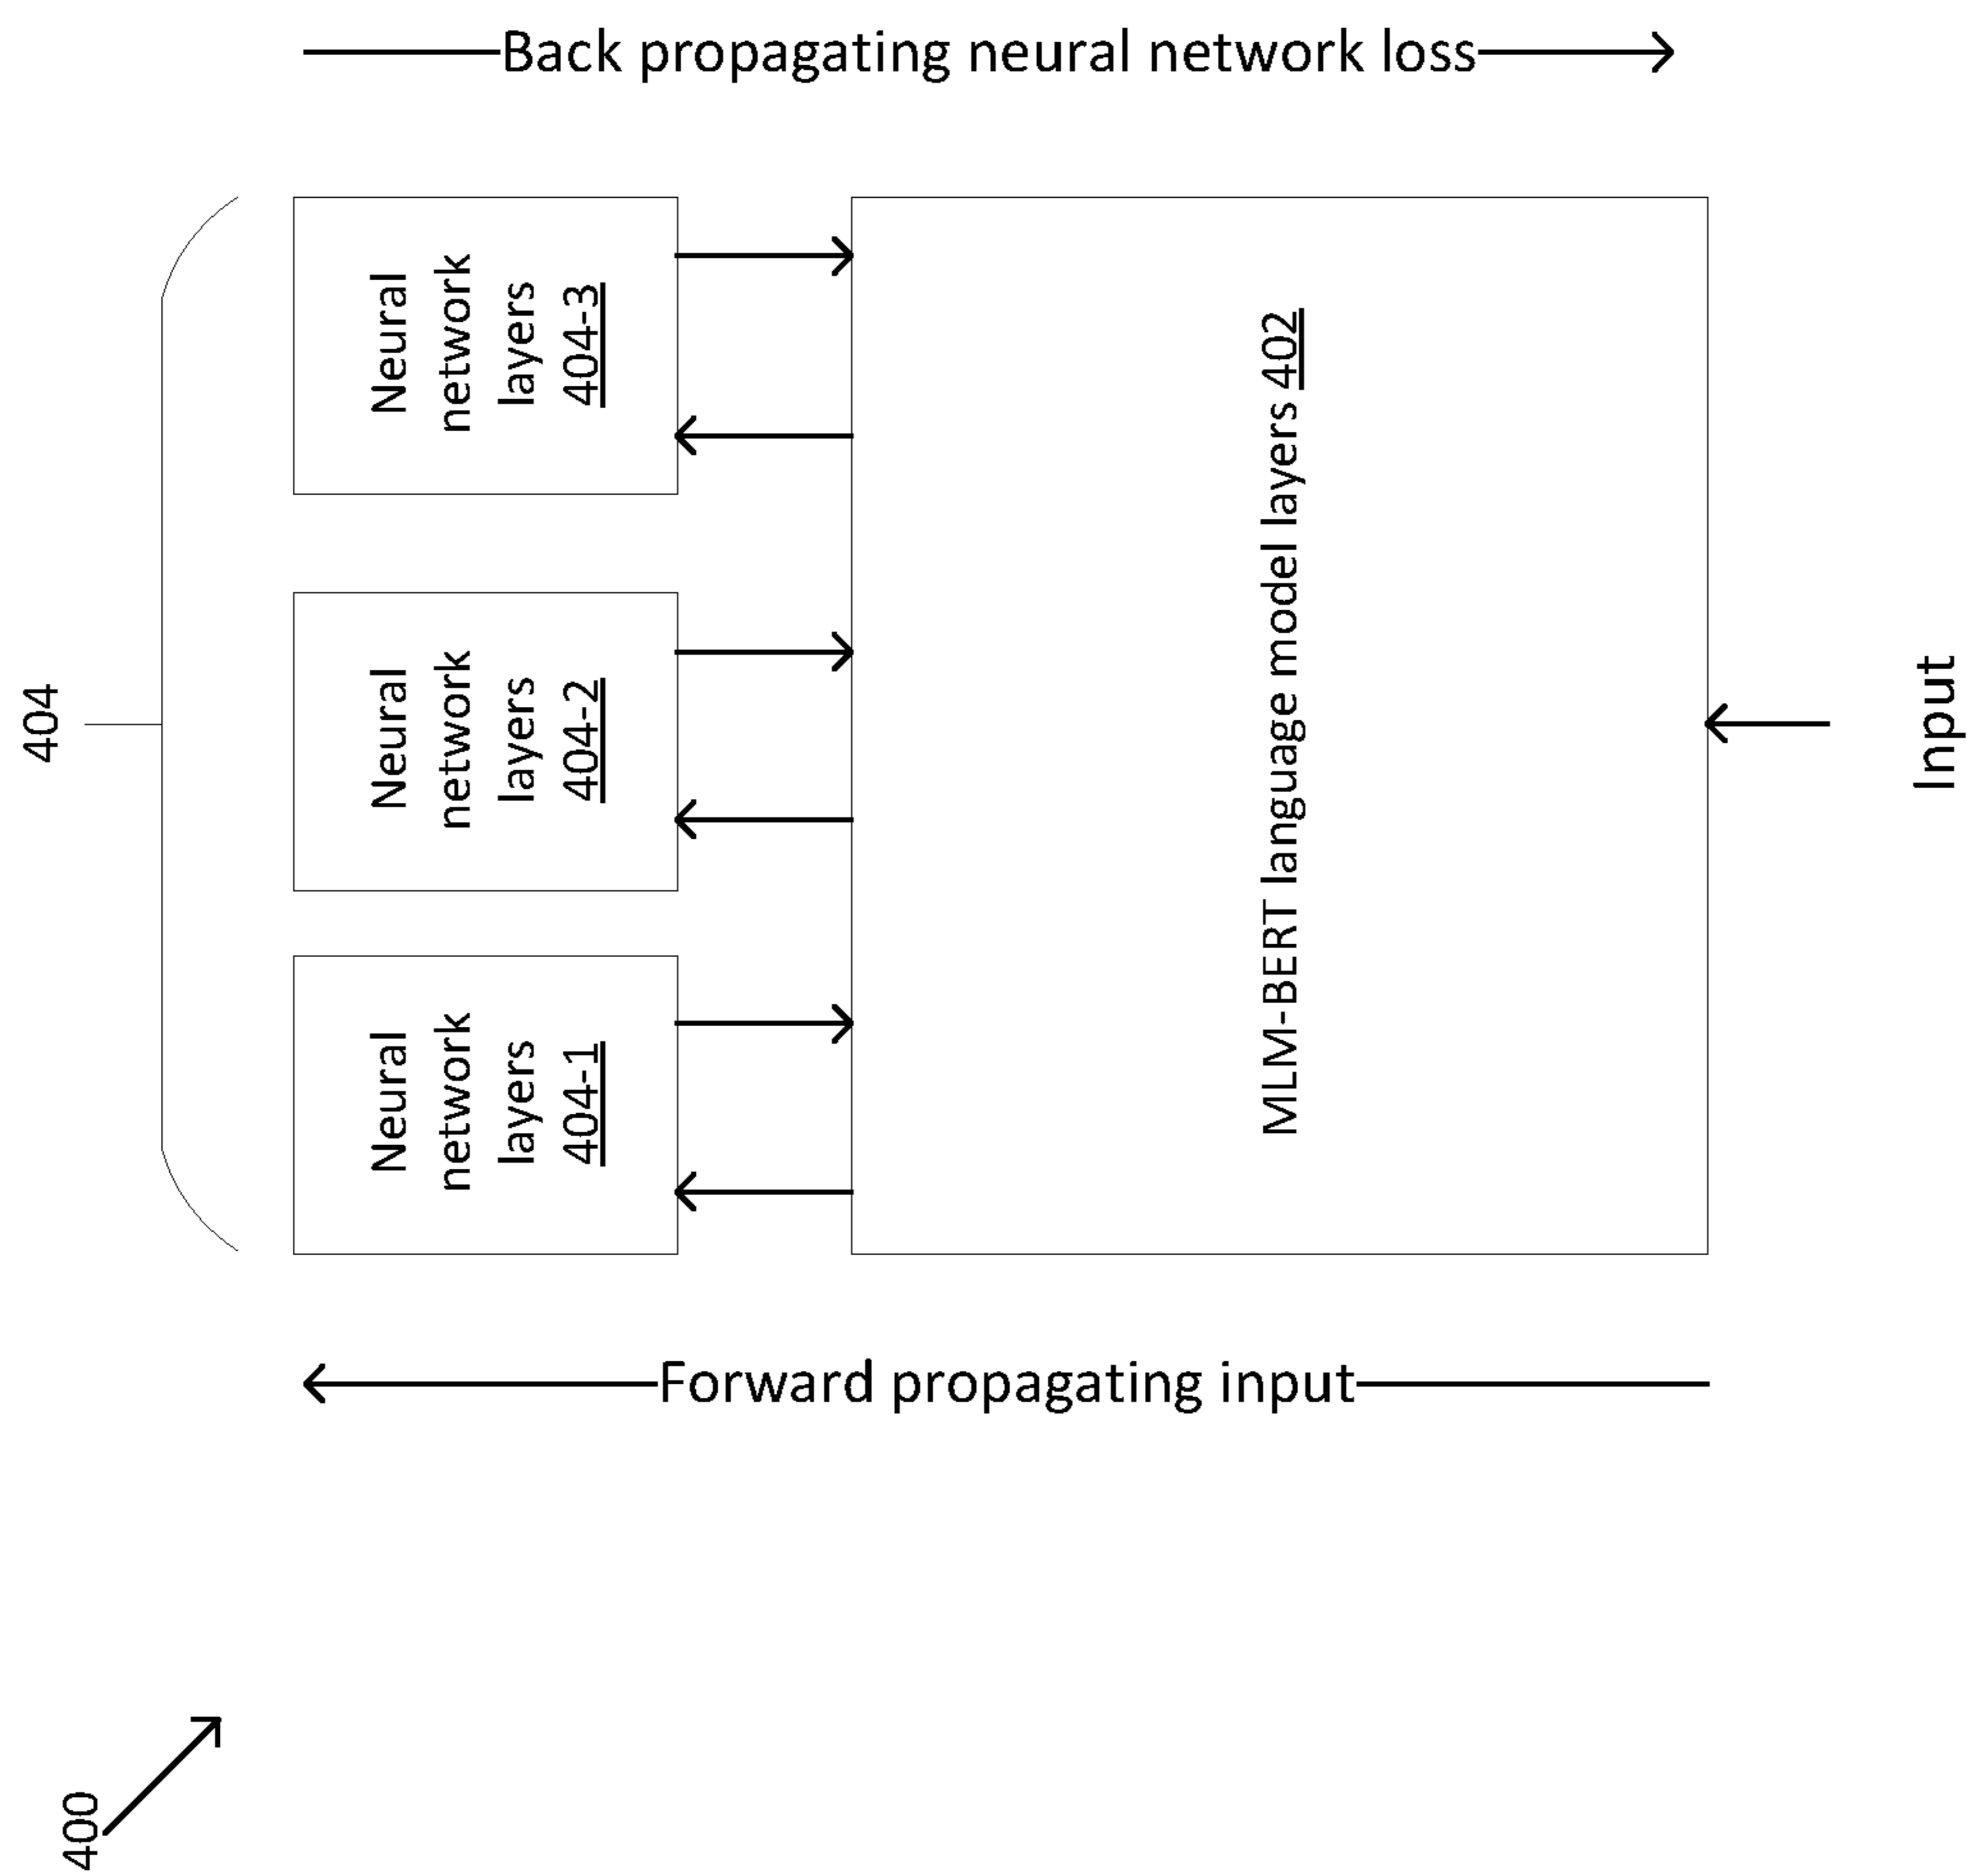 Back propagating neural network loss
404
Neural
network
layers
404-3
Neural
network
layers
404-2
Neural
network
layers
404-1
MLM-BERT language model layers 402
Input
Forward propagating input
400